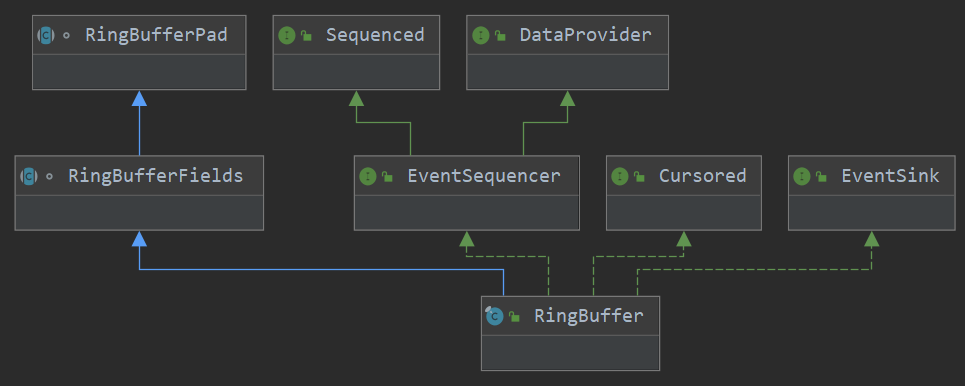 RingBufferPad
Sequenced
DataProvider
RingBufferFields
EventSequencer
Cursored
EventSink
RingBuffer